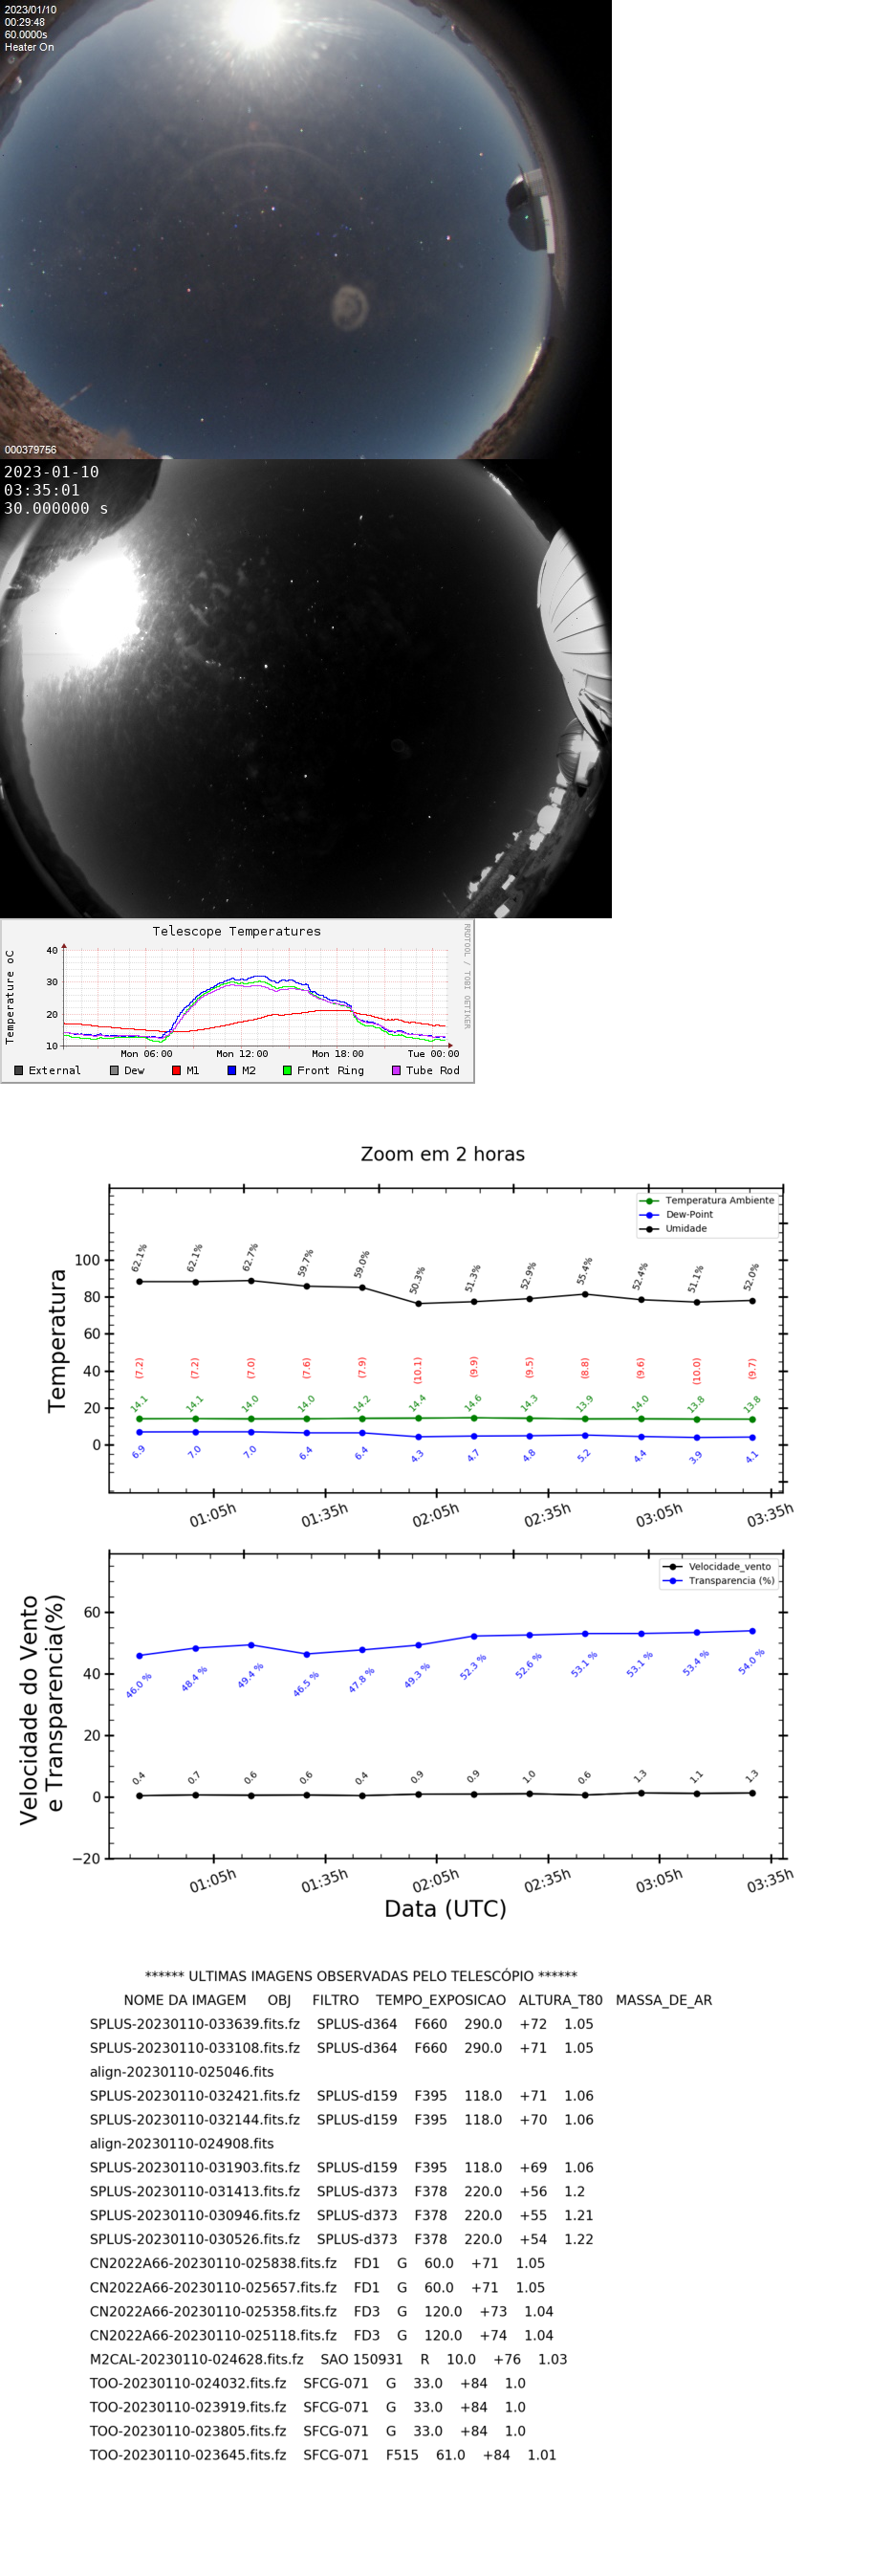 2023/01/10
00:29:48
60.0000s
Heater On
000379756
2023-01-10
03:35:01
30.000000 s
Telescope Temperatures
RRDTOOL / TOBI OETIKER
Temperature oC
40
30
20
10
Mon 06:00 Mon 12:00 Mon 18:00 Tue 00:00
External Dew M1 M2 Front Ring Tube Rod
Zoom em 2 horas
Temperatura Ambiente
Dew-Point
Umidade
Temperatura
100
80
60
40
20
0
62.1% 62.1% 62.7% 59.7% 59.0% 50.3% 51.3% 52.9% 55.4% 52.4% 51.1% 52.0%
(7.2) (7.2) (7.0) (7.6) (7.9) (10.1) (9.9) (9.5) (8.8) (9.6) (10.0) (9.7)
14.1 14.1 14.0 14.0 14.2 14.4 14.6 14.3 13.9 14.0 13.8 13.8
6.9 7.0 7.0 6.4 6.4 4.3 4.7 4.8 5.2 4.4 3.9 4.1
01:05h 01:35h 02:05h 02:35h 03:05h 03:35h
Velocidade_vento
Transparencia (%)
Velocidade do Vento
e Transparencia(%)
60
40
20
0
−20
46.0 % 48.4 % 49.4 % 46.5 % 47.8 % 49.3 % 52.3 % 52.6 % 53.1 % 53.1 % 53.4 % 54.0 %
0.4 0.7 0.6 0.6 0.4 0.9 0.9 1.0 0.6 1.3 1.1 1.3
01:05h 01:35h 02:05h 02:35h 03:05h 03:35h
Data (UTC)
****** ULTIMAS IMAGENS OBSERVADAS PELO TELESCÓPIO ******
NOME DA IMAGEM OBJ FILTRO TEMPO_EXPOSICAO ALTURA_T80 MASSA_DE_AR
SPLUS-20230110-033639.fits.fz SPLUS-d364 F660 290.0 +72 1.05
SPLUS-20230110-033108.fits.fz SPLUS-d364 F660 290.0 +71 1.05
align-20230110-025046.fits
SPLUS-20230110-032421.fits.fz SPLUS-d159 F395 118.0 +71 1.06
SPLUS-20230110-032144.fits.fz SPLUS-d159 F395 118.0 +70 1.06
align-20230110-024908.fits
SPLUS-20230110-031903.fits.fz SPLUS-d159 F395 118.0 +69 1.06
SPLUS-20230110-031413.fits.fz SPLUS-d373 F378 220.0 +56 1.2
SPLUS-20230110-030946.fits.fz SPLUS-d373 F378 220.0 +55 1.21
SPLUS-20230110-030526.fits.fz SPLUS-d373 F378 220.0 +54 1.22
CN2022A66-20230110-025838.fits.fz FD1 G 60.0 +71 1.05
CN2022A66-20230110-025657.fits.fz FD1 G 60.0 +71 1.05
CN2022A66-20230110-025358.fits.fz FD3 G 120.0 +73 1.04
CN2022A66-20230110-025118.fits.fz FD3 G 120.0 +74 1.04
M2CAL-20230110-024628.fits.fz SAO 150931 R 10.0 +76 1.03
TOO-20230110-024032.fits.fz SFCG-071 G 33.0 +84 1.0
TOO-20230110-023919.fits.fz SFCG-071 G 33.0 +84 1.0
TOO-20230110-023805.fits.fz SFCG-071 G 33.0 +84 1.0
TOO-20230110-023645.fits.fz SFCG-071 F515 61.0 +84 1.01